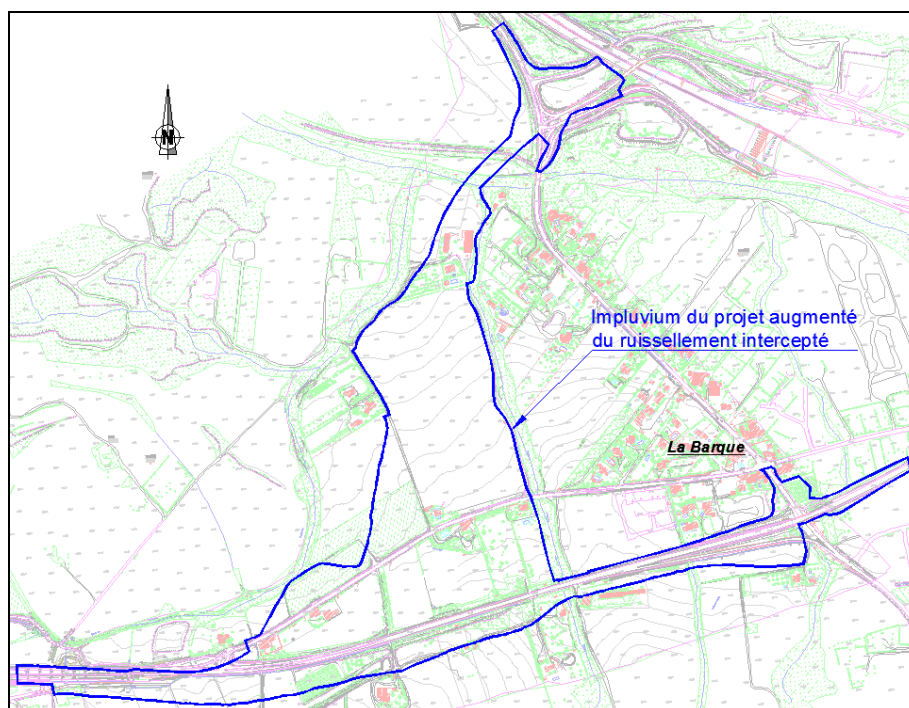 N
Impluvium du projet augmenté
du ruissellement intercepté
La Barque